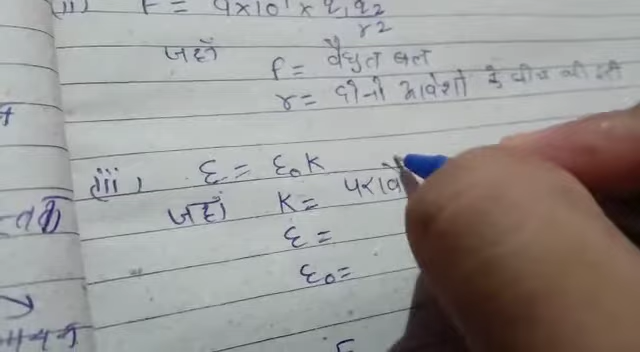 (ii) F = 9×10⁹ × q₁q₂
r2
जहाँ F = वैद्युत बल
r = दोनो आवेशो के बीच की दूरी
(iii). ε = ε₀K
जहाँ K = परावै
ε =
ε₀ =